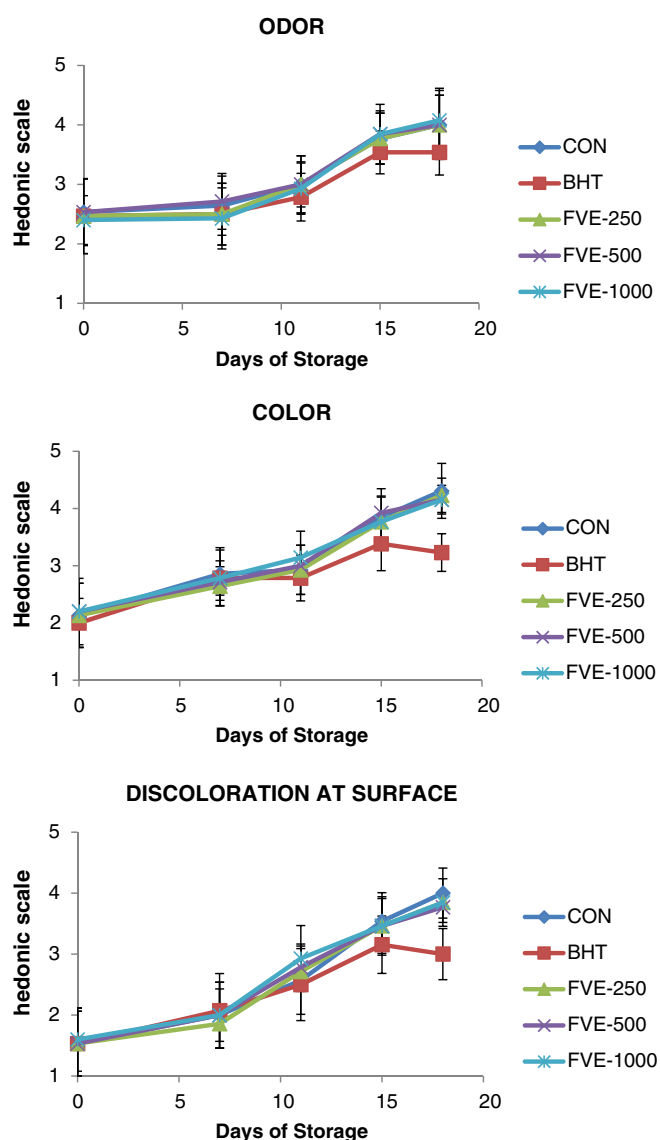 ODOR
5
4
3
2
1
Hedonic scale
0
5
10
15
20
Days of Storage
CON
BHT
FVE-250
FVE-500
FVE-1000
COLOR
5
4
3
2
1
Hedonic scale
0
5
10
15
20
Days of Storage
CON
BHT
FVE-250
FVE-500
FVE-1000
DISCOLORATION AT SURFACE
5
4
3
2
1
hedonic scale
0
5
10
15
20
Days of Storage
CON
BHT
FVE-250
FVE-500
FVE-1000